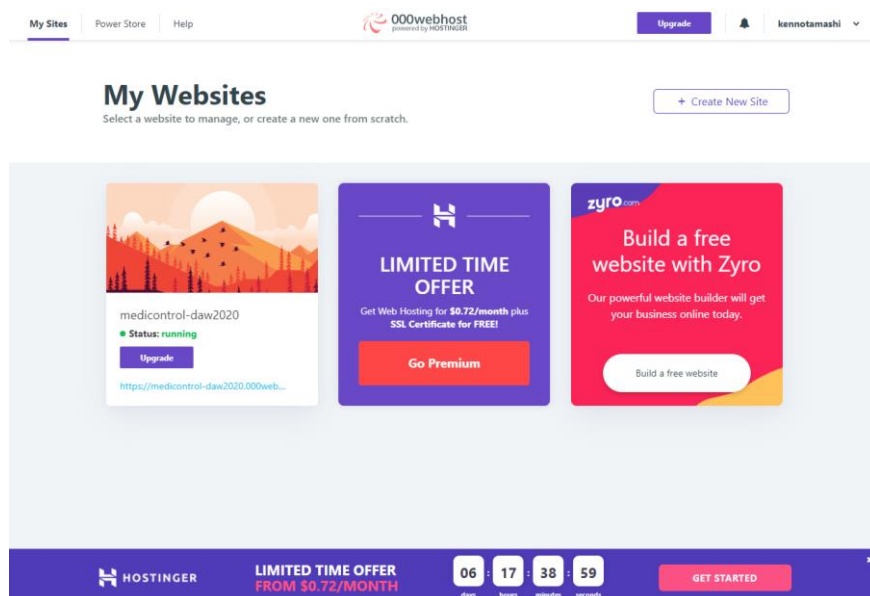 My Sites
Power Store
Help
000webhost
powered by HOSTINGER
Upgrade
kennotamashi
My Websites
Select a website to manage, or create a new one from scratch.
+ Create New Site
medicontrol-daw2020
Status: running
Upgrade
https://medicontrol-daw2020.000web...
LIMITED TIME
OFFER
Get Web Hosting for $0.72/month plus
SSL Certificate for FREE!
Go Premium
zyro.com
Build a free
website with Zyro
Our powerful website builder will get
your business online today.
Build a free website
HOSTINGER
LIMITED TIME OFFER
FROM $0.72/MONTH
06 : 17 : 38 : 59
days hours minutes seconds
GET STARTED